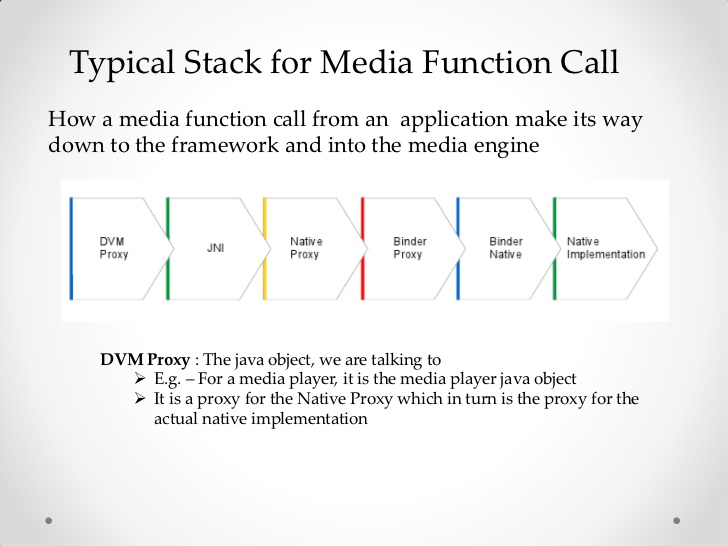 Typical Stack for Media Function Call
How a media function call from an application make its way
down to the framework and into the media engine
DVM
Proxy
JNI
Native
Proxy
Binder
Proxy
Binder
Native
Native
Implementation
DVM Proxy : The java object, we are talking to
➢ E.g. – For a media player, it is the media player java object
➢ It is a proxy for the Native Proxy which in turn is the proxy for the
actual native implementation